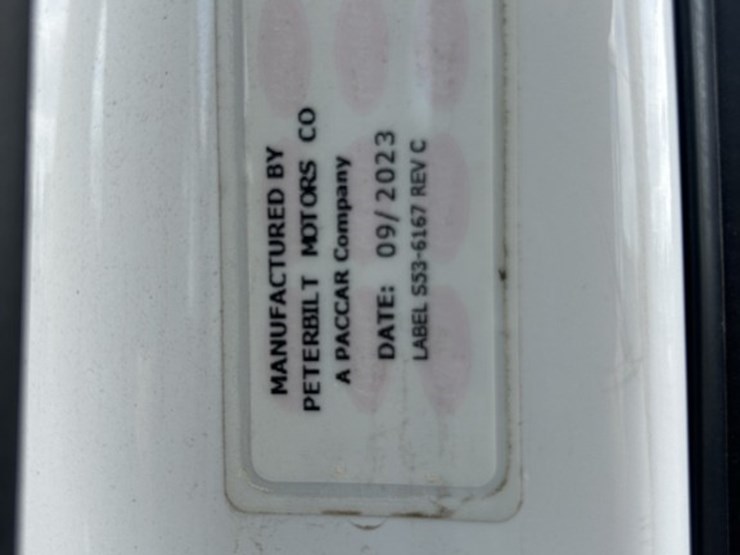 MANUFACTURED BY
PETERBILT MOTORS CO
A PACCAR Company
DATE: 09/2023
LABEL S53-6167 REV C